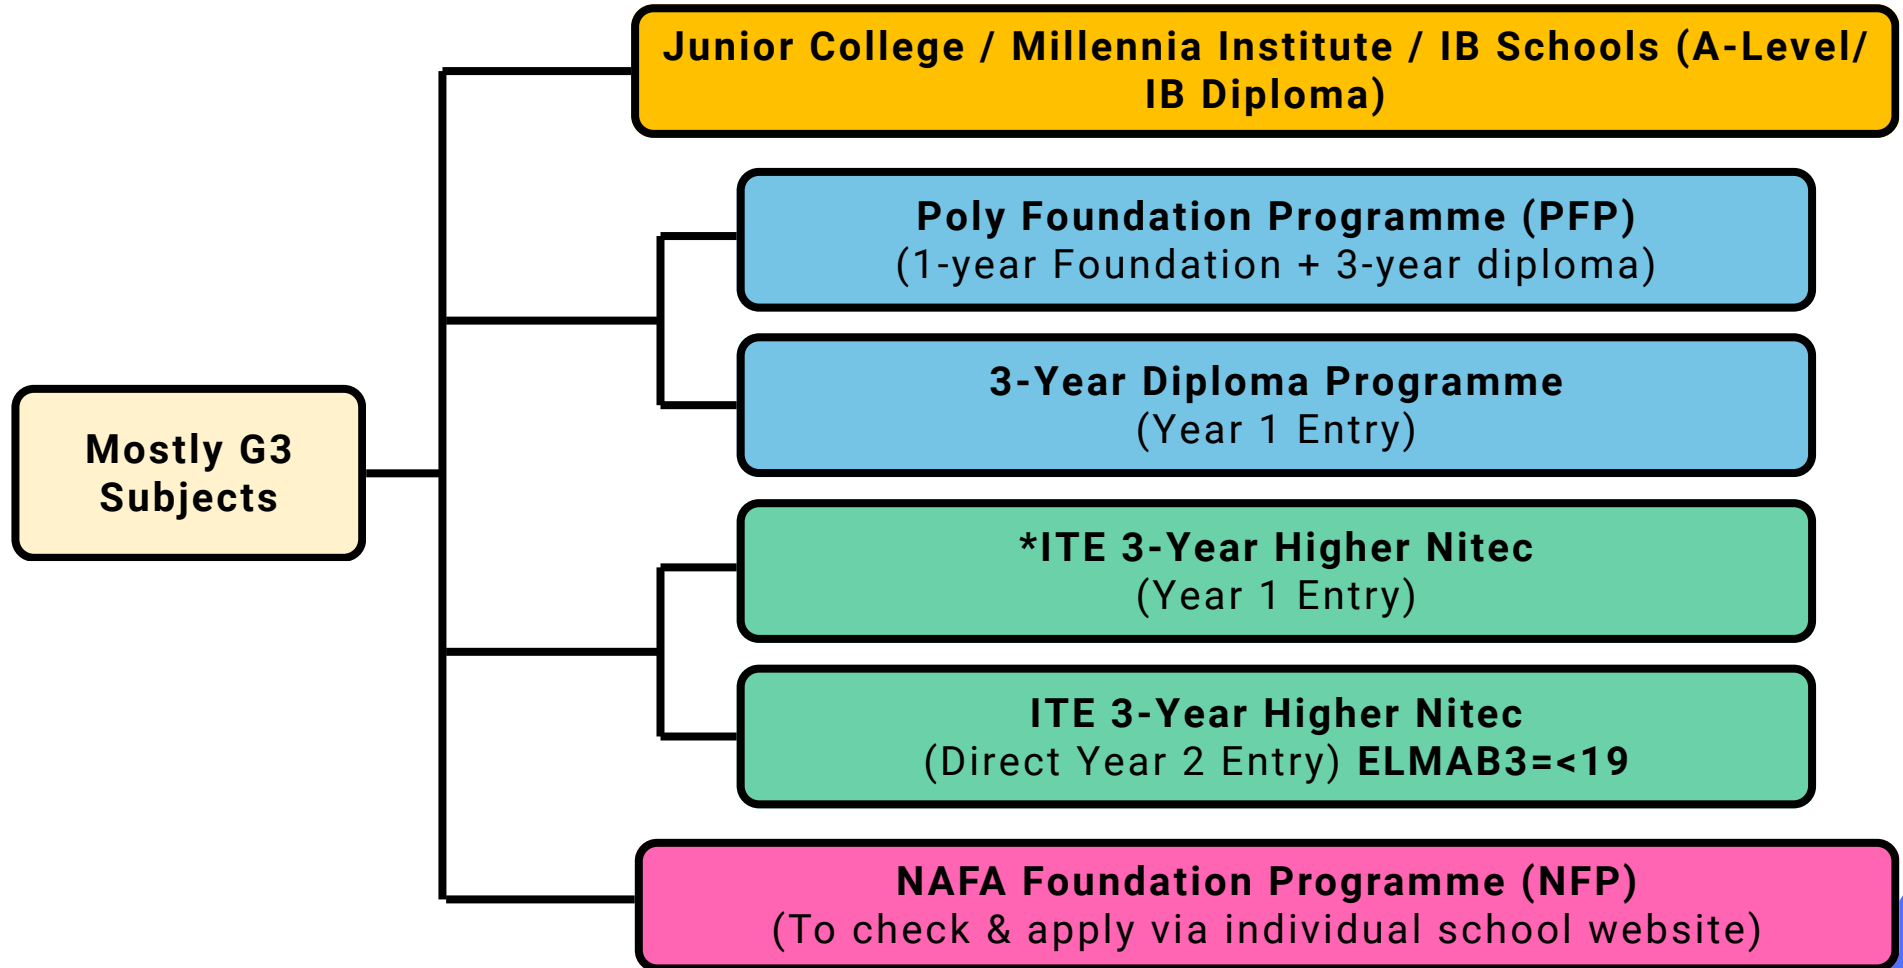 Junior College / Millennia Institute / IB Schools (A-Level/
IB Diploma)
Poly Foundation Programme (PFP)
(1-year Foundation + 3-year diploma)
3-Year Diploma Programme
(Year 1 Entry)
Mostly G3
Subjects
*ITE 3-Year Higher Nitec
(Year 1 Entry)
ITE 3-Year Higher Nitec
(Direct Year 2 Entry) ELMAB3=<19
NAFA Foundation Programme (NFP)
(To check & apply via individual school website)